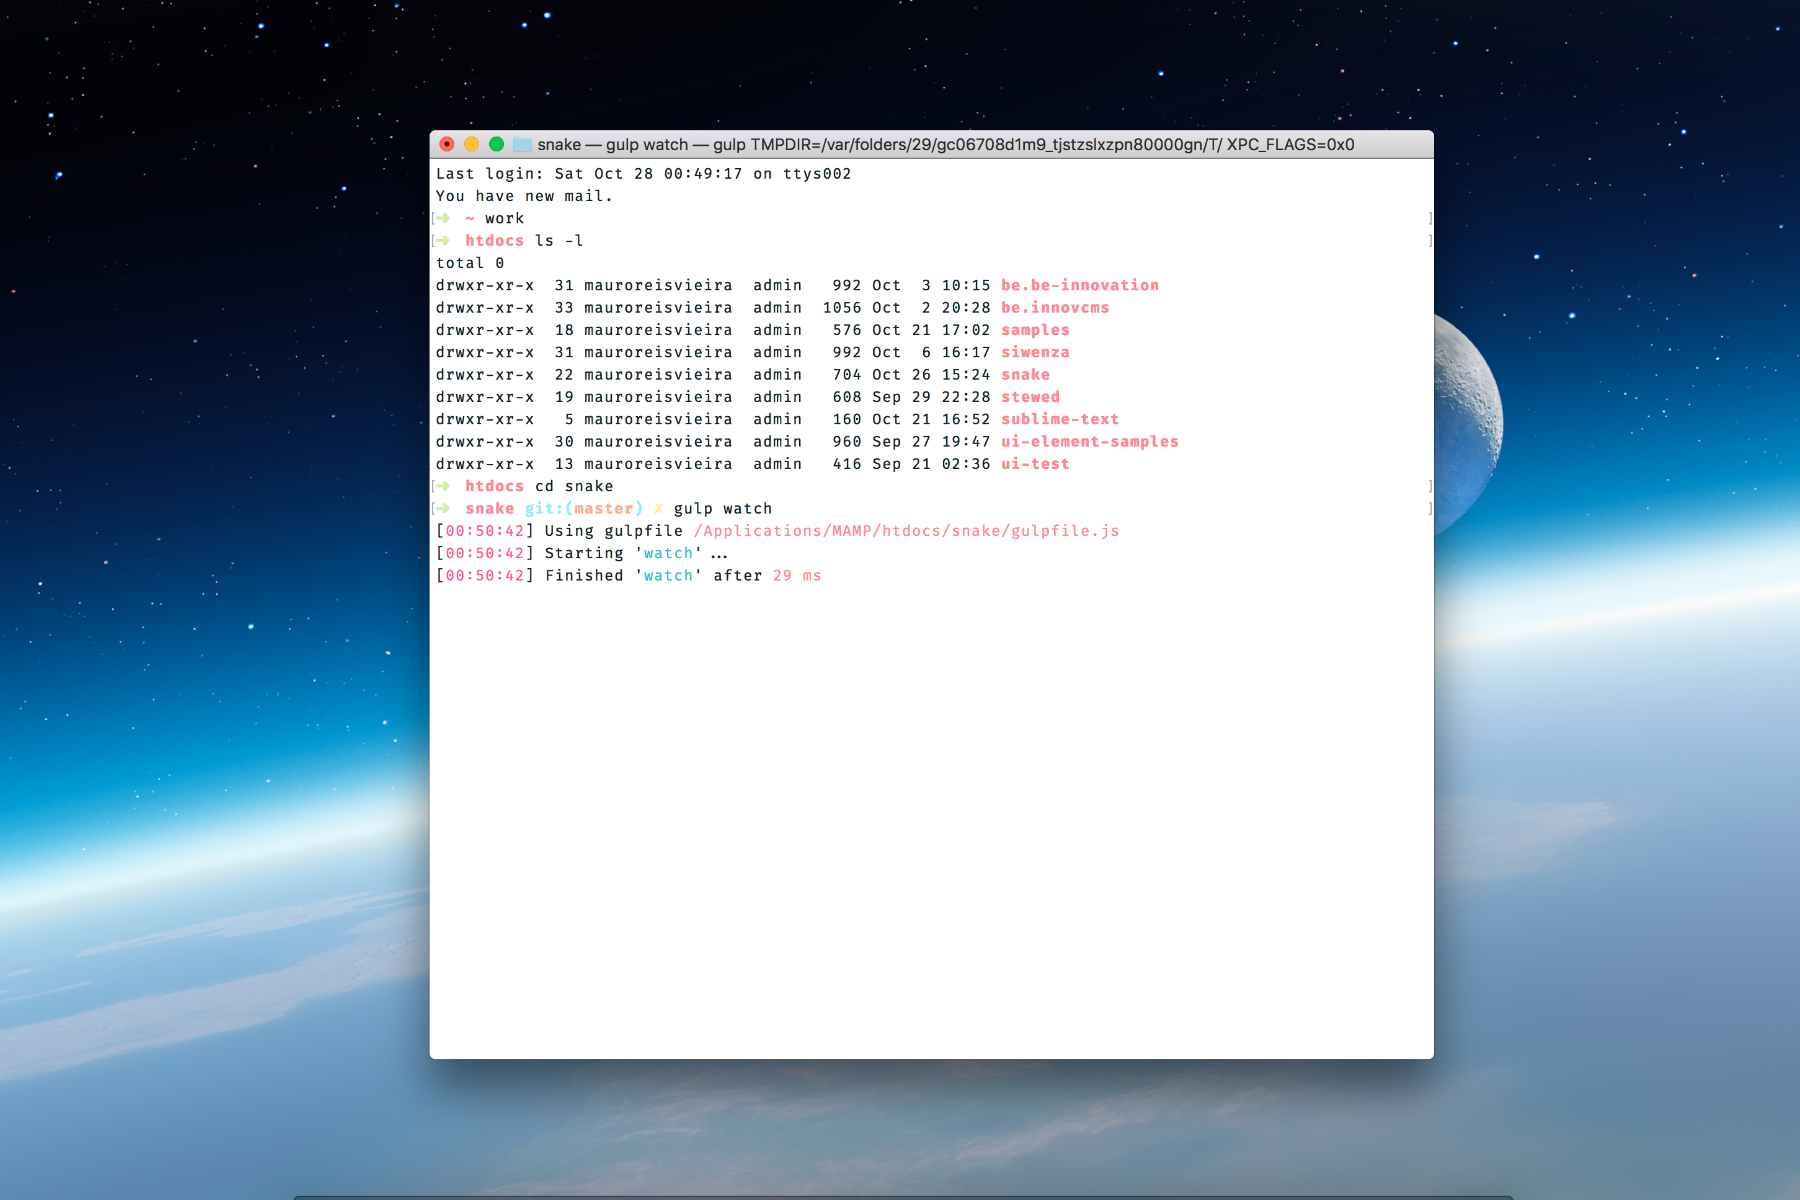 snake — gulp watch — gulp TMPDIR=/var/folders/29/gc06708d1m9_tjstzslxzpn80000gn/T/ XPC_FLAGS=0x0
Last login: Sat Oct 28 00:49:17 on ttys002
You have new mail.
[➜  ~ work ]
[➜  htdocs ls -l ]
total 0
drwxr-xr-x  31 mauroreisvieira  admin   992 Oct  3 10:15 be.be-innovation
drwxr-xr-x  33 mauroreisvieira  admin  1056 Oct  2 20:28 be.innovcms
drwxr-xr-x  18 mauroreisvieira  admin   576 Oct 21 17:02 samples
drwxr-xr-x  31 mauroreisvieira  admin   992 Oct  6 16:17 siwenza
drwxr-xr-x  22 mauroreisvieira  admin   704 Oct 26 15:24 snake
drwxr-xr-x  19 mauroreisvieira  admin   608 Sep 29 22:28 stewed
drwxr-xr-x   5 mauroreisvieira  admin   160 Oct 21 16:52 sublime-text
drwxr-xr-x  30 mauroreisvieira  admin   960 Sep 27 19:47 ui-element-samples
drwxr-xr-x  13 mauroreisvieira  admin   416 Sep 21 02:36 ui-test
[➜  htdocs cd snake ]
[➜  snake git:(master) ✗ gulp watch ]
[00:50:42] Using gulpfile /Applications/MAMP/htdocs/snake/gulpfile.js
[00:50:42] Starting 'watch'...
[00:50:42] Finished 'watch' after 29 ms